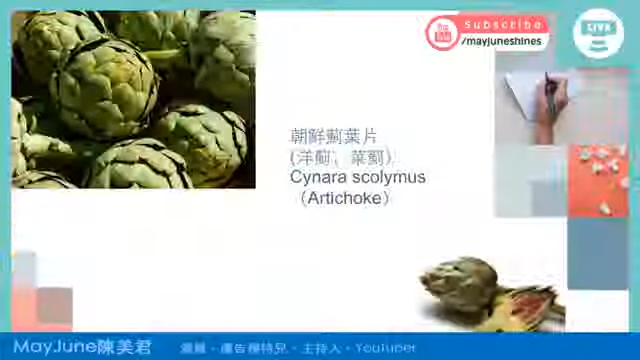 Subscribe
/mayjuneshines
LIVE
朝鮮薊葉片
(洋薊、菜薊)
Cynara scolymus
（Artichoke）
MayJune陳美君
演員・廣告模特兒・主持人・YouTuber